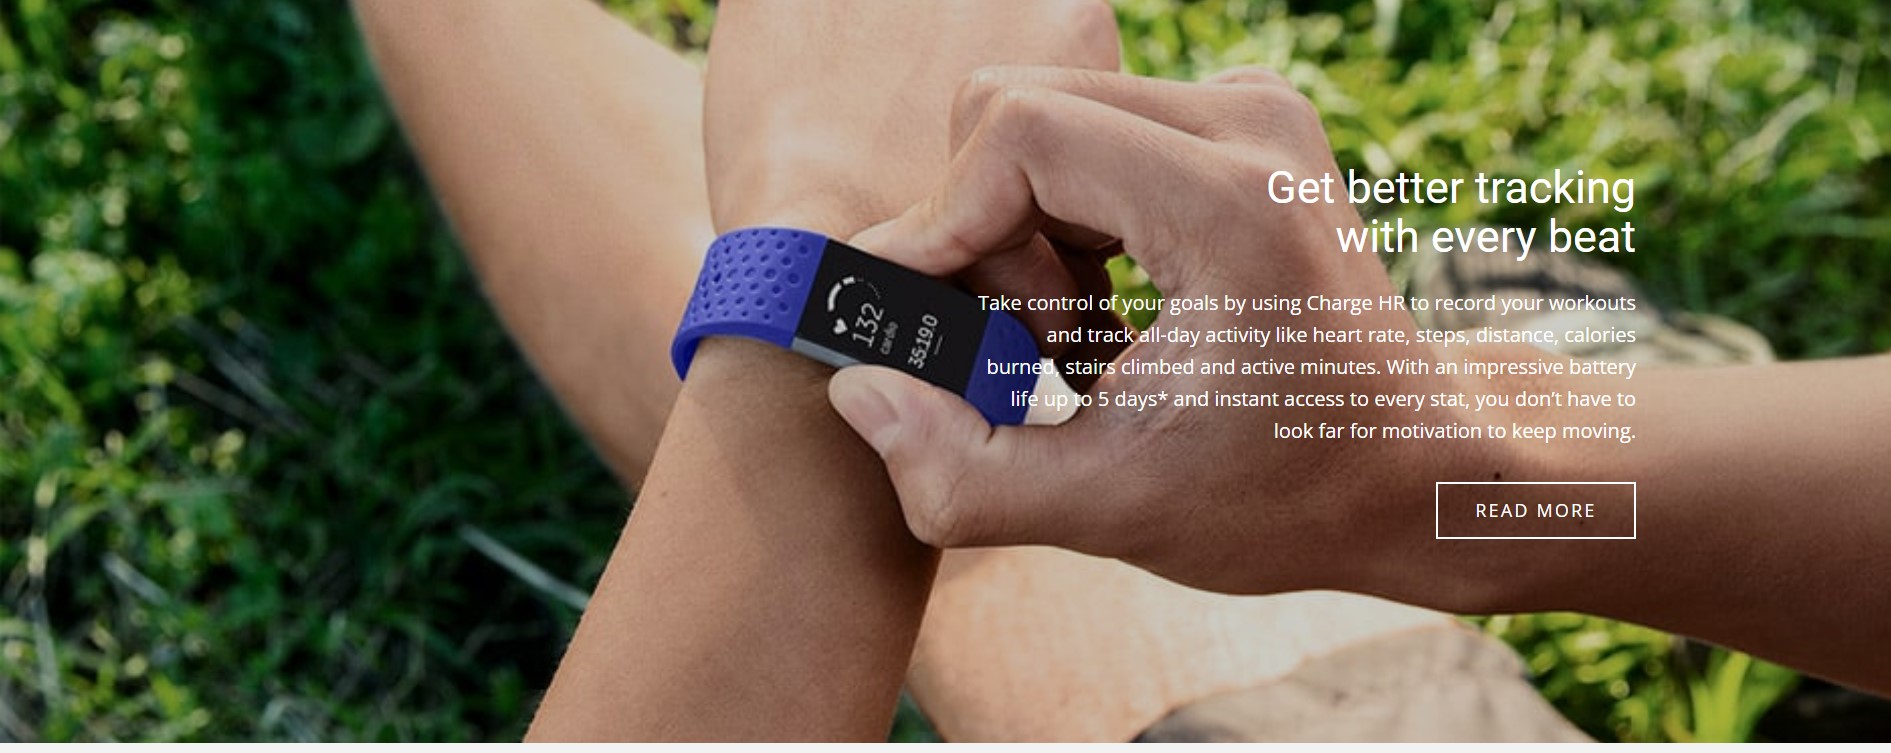 Get better tracking
with every beat
Take control of your goals by using Charge HR to record your workouts
and track all-day activity like heart rate, steps, distance, calories
burned, stairs climbed and active minutes. With an impressive battery
life up to 5 days* and instant access to every stat, you don’t have to
look far for motivation to keep moving.
READ MORE
132
cardio
35:19.0